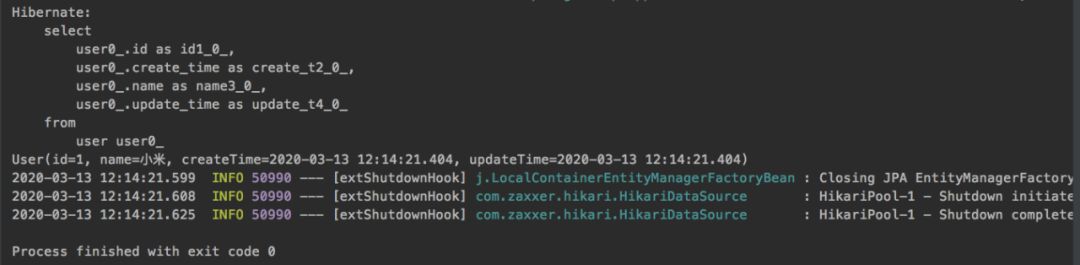 Hibernate:
    select
        user0_.id as id1_0_,
        user0_.create_time as create_t2_0_,
        user0_.name as name3_0_,
        user0_.update_time as update_t4_0_
    from
        user user0_
User(id=1, name=小米, createTime=2020-03-13 12:14:21.404, updateTime=2020-03-13 12:14:21.404)
2020-03-13 12:14:21.599  INFO 50990 --- [extShutdownHook] j.LocalContainerEntityManagerFactoryBean : Closing JPA EntityManagerFactory
2020-03-13 12:14:21.608  INFO 50990 --- [extShutdownHook] com.zaxxer.hikari.HikariDataSource       : HikariPool-1 - Shutdown initiate
2020-03-13 12:14:21.625  INFO 50990 --- [extShutdownHook] com.zaxxer.hikari.HikariDataSource       : HikariPool-1 - Shutdown complete
Process finished with exit code 0